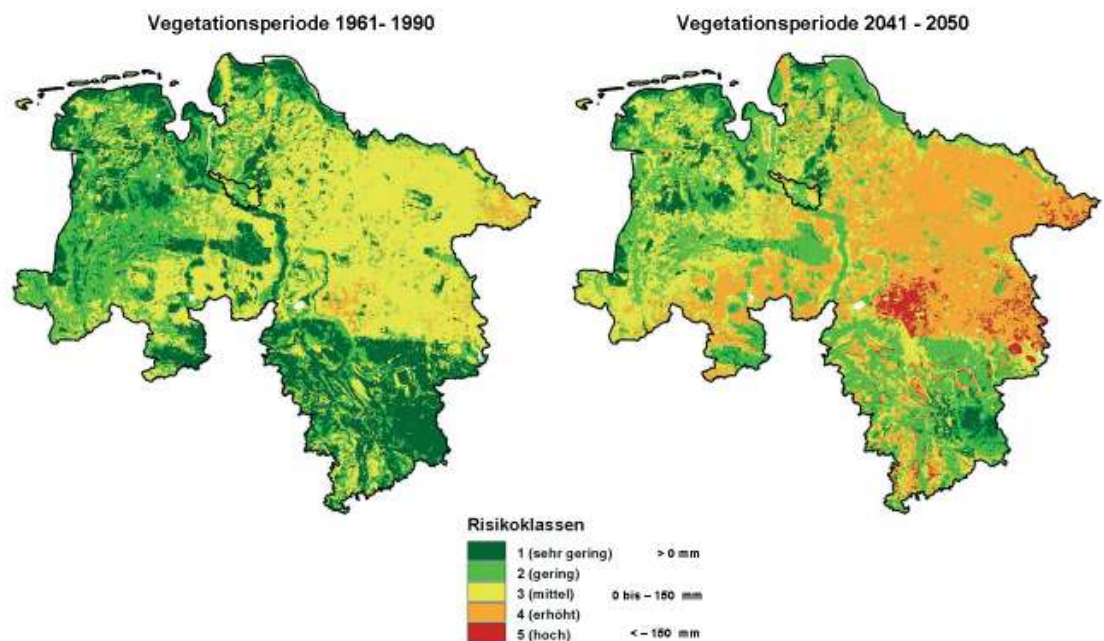 Vegetationsperiode 1961- 1990
Vegetationsperiode 2041 - 2050
Risikoklassen
1 (sehr gering) > 0 mm
2 (gering)
3 (mittel) 0 bis – 150 mm
4 (erhöht)
5 (hoch) < – 150 mm